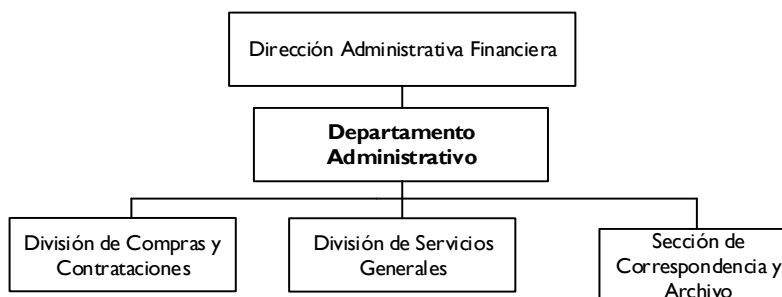 Dirección Administrativa Financiera
Departamento
Administrativo
División de Compras y
Contrataciones
División de Servicios
Generales
Sección de
Correspondencia y
Archivo